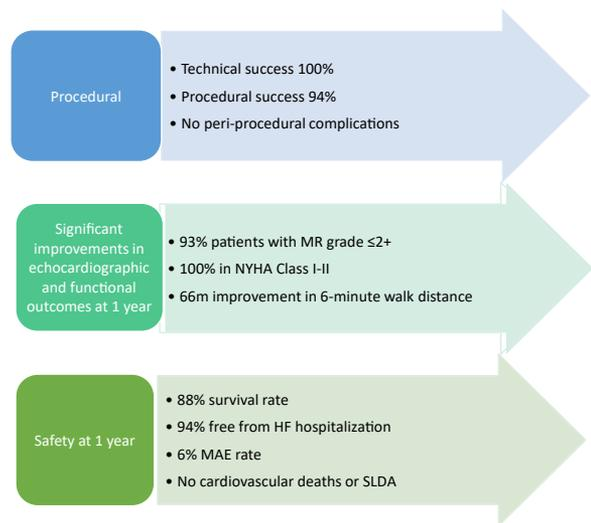 Procedural
• Technical success 100%
• Procedural success 94%
• No peri-procedural complications
Significant
improvements in
echocardiographic
and functional
outcomes at 1 year
• 93% patients with MR grade ≤2+
• 100% in NYHA Class I-II
• 66m improvement in 6-minute walk distance
Safety at 1 year
• 88% survival rate
• 94% free from HF hospitalization
• 6% MAE rate
• No cardiovascular deaths or SLDA